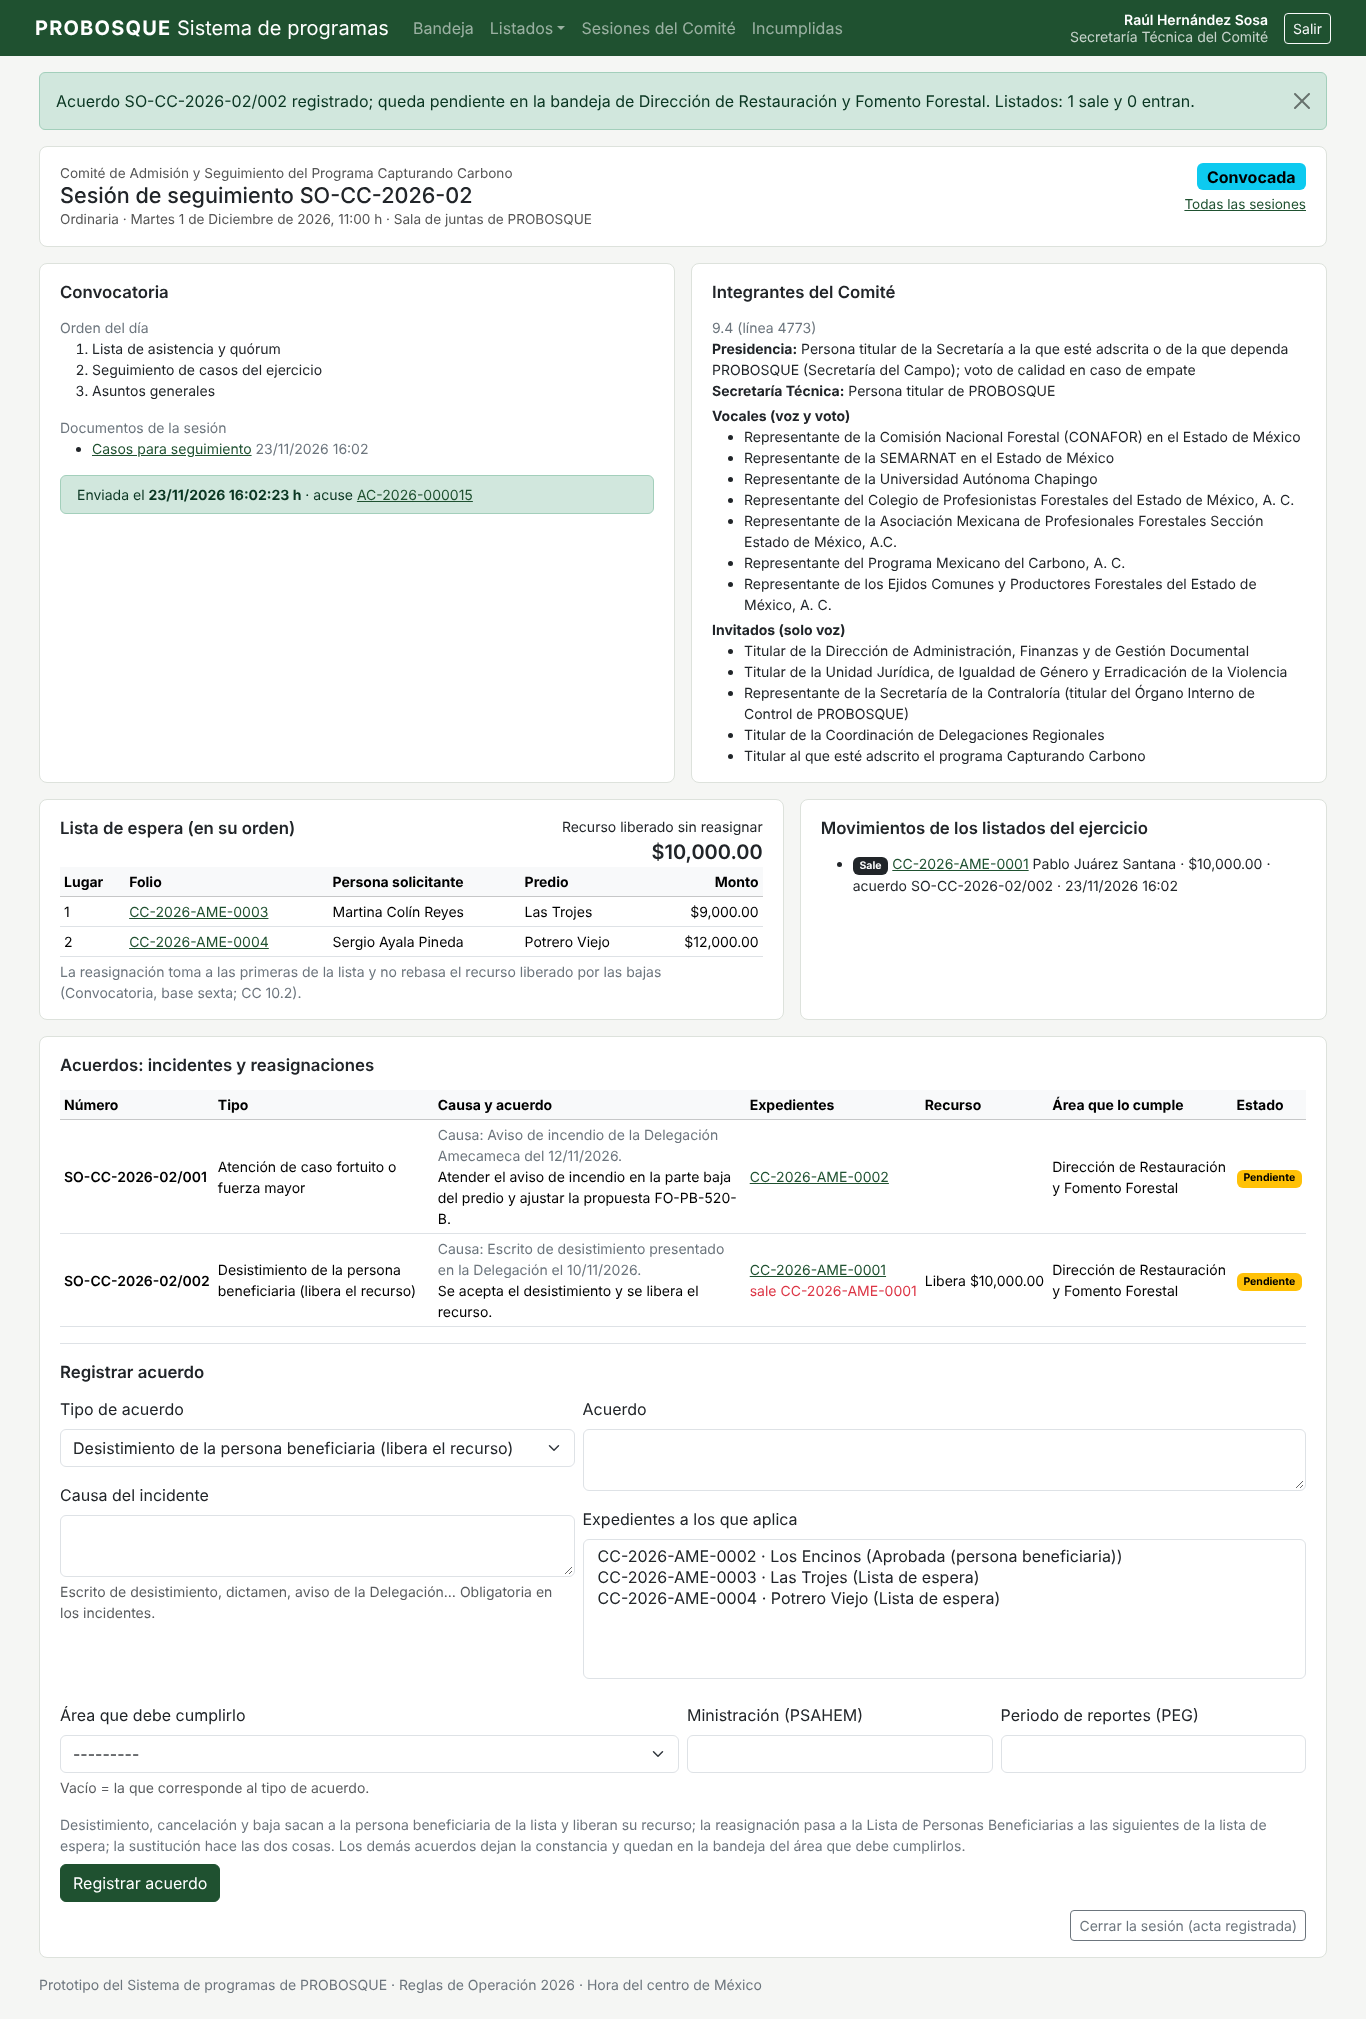 PROBOSQUE Sistema de programas
Bandeja
Listados
Sesiones del Comité
Incumplidas
Raúl Hernández Sosa
Secretaría Técnica del Comité
Salir
Acuerdo SO-CC-2026-02/002 registrado; queda pendiente en la bandeja de Dirección de Restauración y Fomento Forestal. Listados: 1 sale y 0 entran.
Comité de Admisión y Seguimiento del Programa Capturando Carbono
Sesión de seguimiento SO-CC-2026-02
Ordinaria · Martes 1 de Diciembre de 2026, 11:00 h · Sala de juntas de PROBOSQUE
Convocada
Todas las sesiones
Convocatoria
Orden del día
1. Lista de asistencia y quórum
2. Seguimiento de casos del ejercicio
3. Asuntos generales
Documentos de la sesión
Casos para seguimiento 23/11/2026 16:02
Enviada el 23/11/2026 16:02:23 h · acuse AC-2026-000015
Integrantes del Comité
9.4 (línea 4773)
Presidencia: Persona titular de la Secretaría a la que esté adscrita o de la que dependa
PROBOSQUE (Secretaría del Campo); voto de calidad en caso de empate
Secretaría Técnica: Persona titular de PROBOSQUE
Vocales (voz y voto)
Representante de la Comisión Nacional Forestal (CONAFOR) en el Estado de México
Representante de la SEMARNAT en el Estado de México
Representante de la Universidad Autónoma Chapingo
Representante del Colegio de Profesionistas Forestales del Estado de México, A. C.
Representante de la Asociación Mexicana de Profesionales Forestales Sección
Estado de México, A.C.
Representante del Programa Mexicano del Carbono, A. C.
Representante de los Ejidos Comunes y Productores Forestales del Estado de
México, A. C.
Invitados (solo voz)
Titular de la Dirección de Administración, Finanzas y de Gestión Documental
Titular de la Unidad Jurídica, de Igualdad de Género y Erradicación de la Violencia
Representante de la Secretaría de la Contraloría (titular del Órgano Interno de
Control de PROBOSQUE)
Titular de la Coordinación de Delegaciones Regionales
Titular al que esté adscrito el programa Capturando Carbono
Lista de espera (en su orden)
Recurso liberado sin reasignar
$10,000.00
Lugar Folio Persona solicitante Predio Monto
1 CC-2026-AME-0003 Martina Colín Reyes Las Trojes $9,000.00
2 CC-2026-AME-0004 Sergio Ayala Pineda Potrero Viejo $12,000.00
La reasignación toma a las primeras de la lista y no rebasa el recurso liberado por las bajas
(Convocatoria, base sexta; CC 10.2).
Movimientos de los listados del ejercicio
Sale CC-2026-AME-0001 Pablo Juárez Santana · $10,000.00 ·
acuerdo SO-CC-2026-02/002 · 23/11/2026 16:02
Acuerdos: incidentes y reasignaciones
Número Tipo Causa y acuerdo Expedientes Recurso Área que lo cumple Estado
SO-CC-2026-02/001
Atención de caso fortuito o
fuerza mayor
Causa: Aviso de incendio de la Delegación
Amecameca del 12/11/2026.
Atender el aviso de incendio en la parte baja
del predio y ajustar la propuesta FO-PB-520-
B.
CC-2026-AME-0002
Dirección de Restauración
y Fomento Forestal
Pendiente
SO-CC-2026-02/002
Desistimiento de la persona
beneficiaria (libera el recurso)
Causa: Escrito de desistimiento presentado
en la Delegación el 10/11/2026.
Se acepta el desistimiento y se libera el
recurso.
CC-2026-AME-0001
sale CC-2026-AME-0001
Libera $10,000.00
Dirección de Restauración
y Fomento Forestal
Pendiente
Registrar acuerdo
Tipo de acuerdo
Desistimiento de la persona beneficiaria (libera el recurso)
Causa del incidente
Escrito de desistimiento, dictamen, aviso de la Delegación... Obligatoria en
los incidentes.
Acuerdo
Expedientes a los que aplica
CC-2026-AME-0002 · Los Encinos (Aprobada (persona beneficiaria))
CC-2026-AME-0003 · Las Trojes (Lista de espera)
CC-2026-AME-0004 · Potrero Viejo (Lista de espera)
Área que debe cumplirlo
---------
Vacío = la que corresponde al tipo de acuerdo.
Ministración (PSAHEM)
Periodo de reportes (PEG)
Desistimiento, cancelación y baja sacan a la persona beneficiaria de la lista y liberan su recurso; la reasignación pasa a la Lista de Personas Beneficiarias a las siguientes de la lista de
espera; la sustitución hace las dos cosas. Los demás acuerdos dejan la constancia y quedan en la bandeja del área que debe cumplirlos.
Registrar acuerdo
Cerrar la sesión (acta registrada)
Prototipo del Sistema de programas de PROBOSQUE · Reglas de Operación 2026 · Hora del centro de México